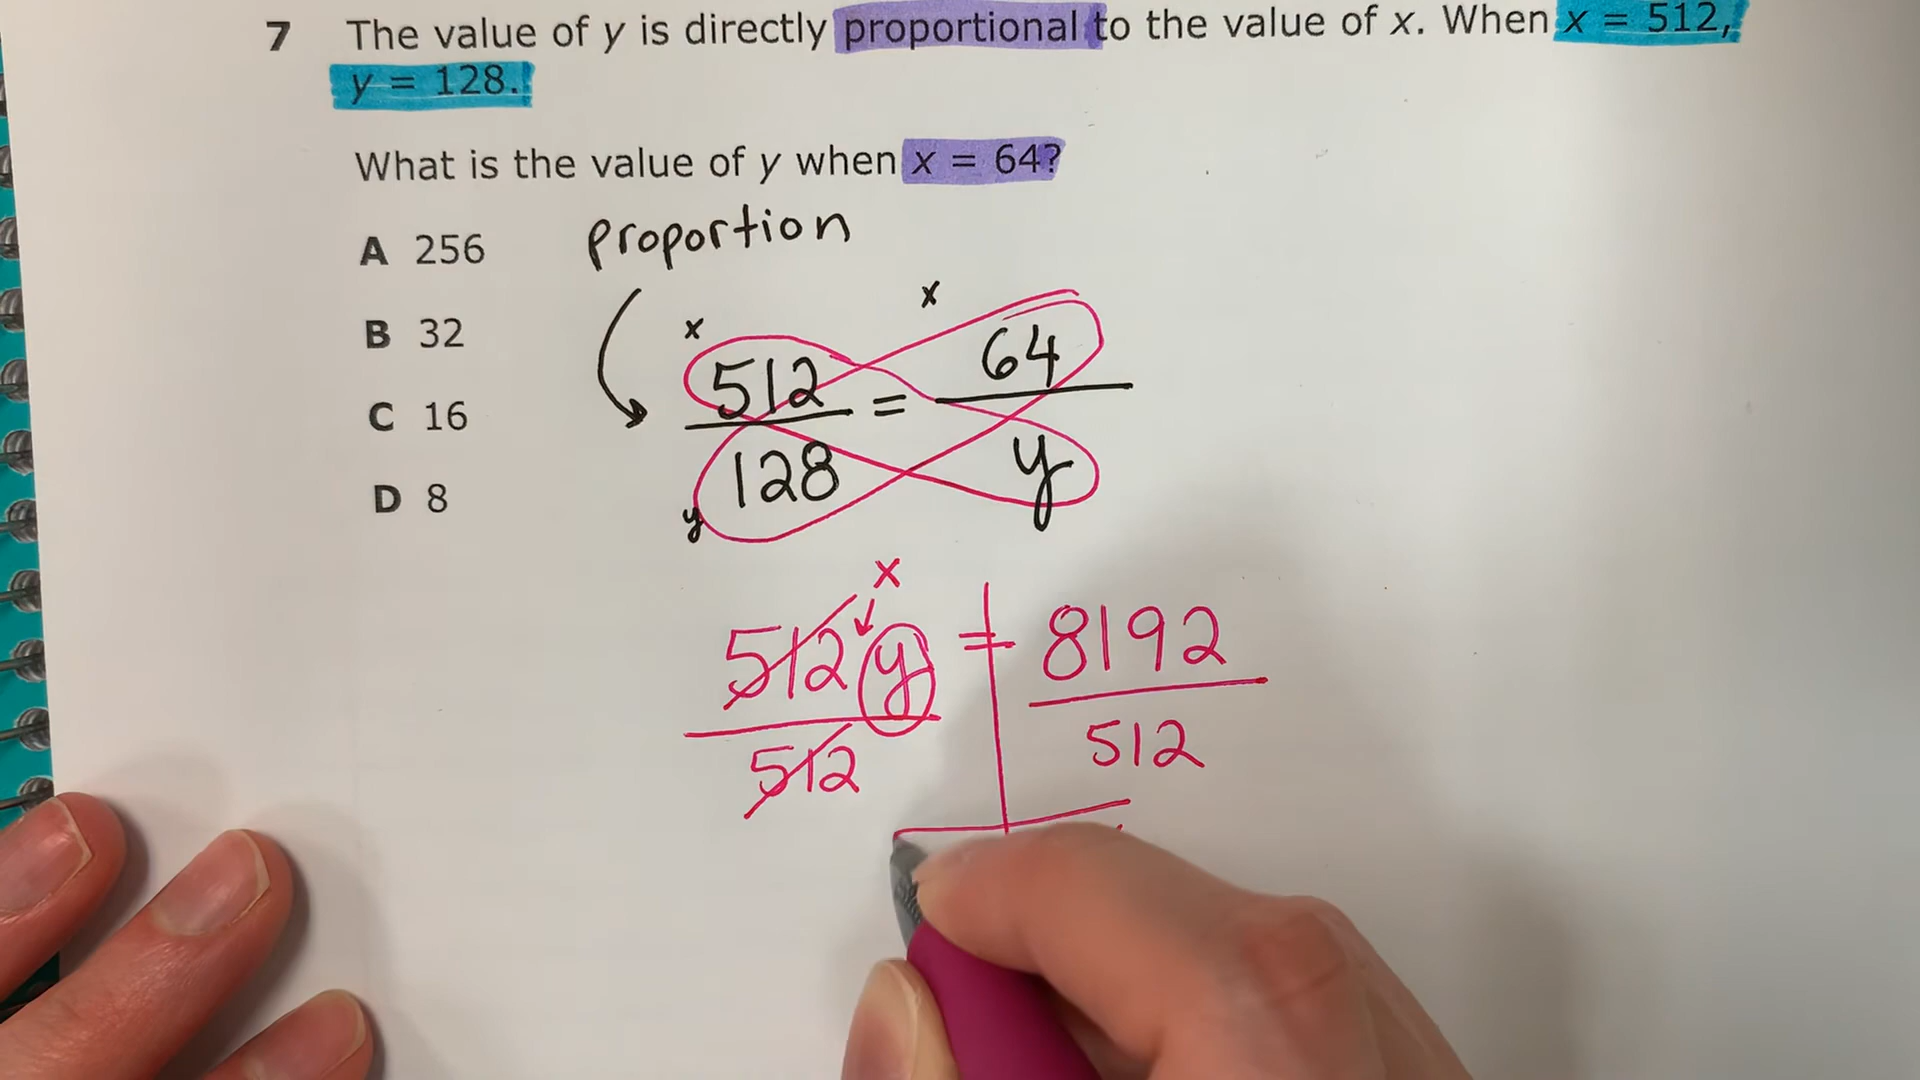 7 The value of y is directly proportional to the value of x. When x = 512,
y = 128.
What is the value of y when x = 64?
proportion
A 256
B 32
C 16
D 8
x x
512 = 64
128 y
y
x
512y = 8192
512 512